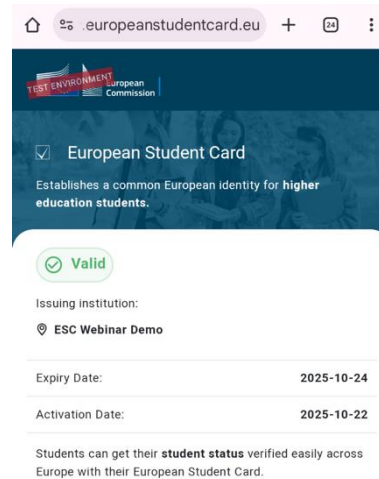 .europeanstudentcard.eu
24
TEST ENVIRONMENT
European
Commission
European Student Card
Establishes a common European identity for higher
education students.
Valid
Issuing institution:
ESC Webinar Demo
Expiry Date: 2025-10-24
Activation Date: 2025-10-22
Students can get their student status verified easily across
Europe with their European Student Card.